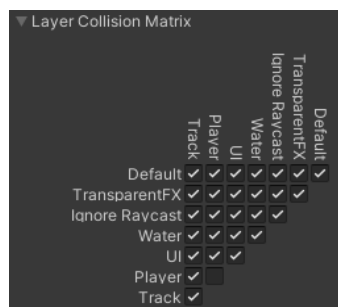 Layer Collision Matrix
Track
Player
UI
Water
Ignore Raycast
TransparentFX
Default
Default
TransparentFX
Ignore Raycast
Water
UI
Player
Track